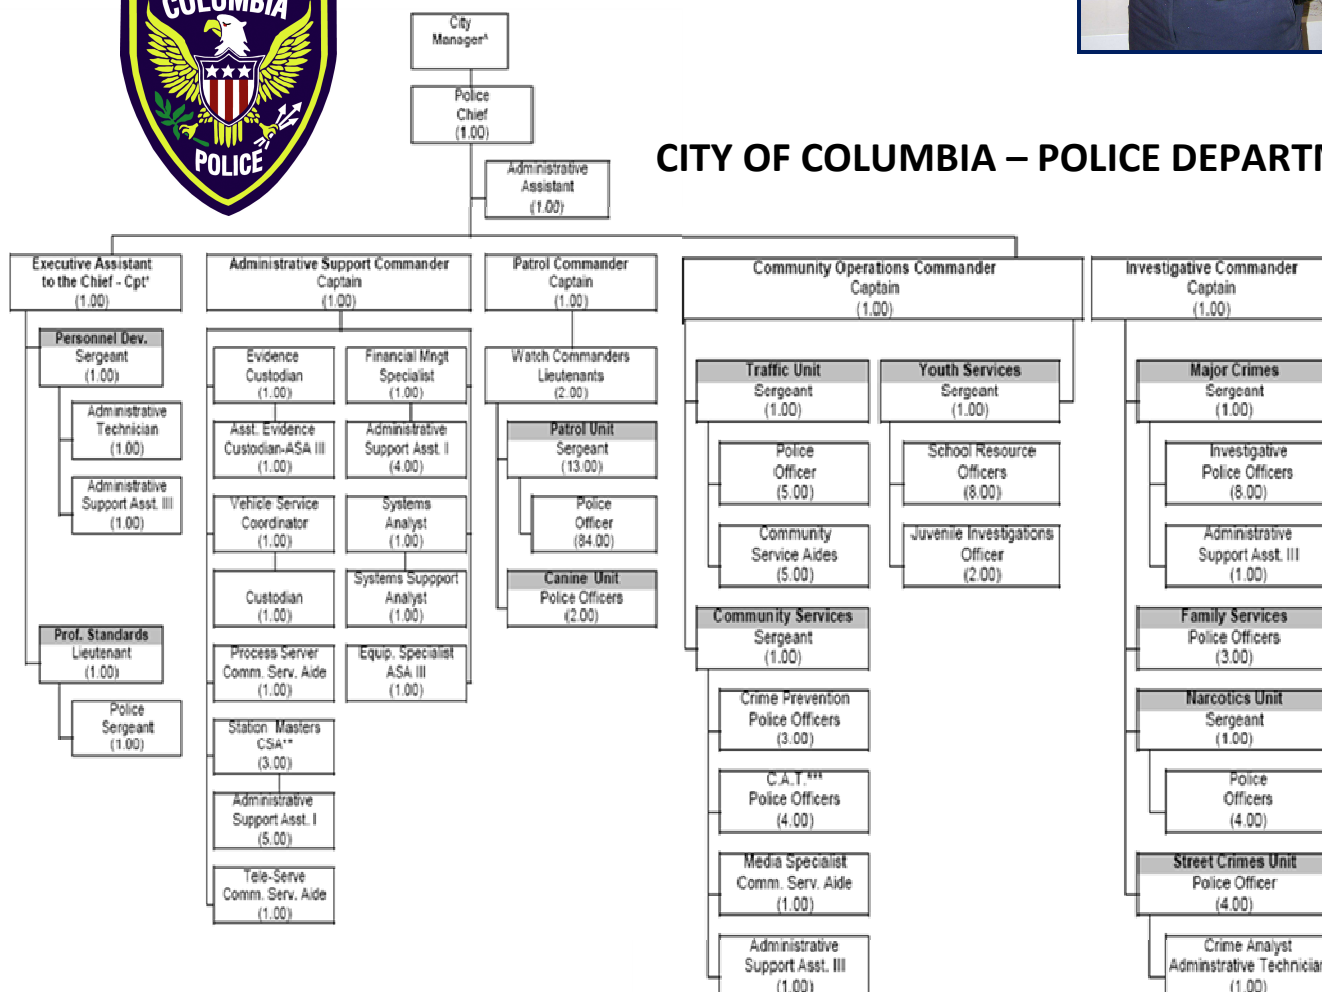 COLUMBIA
POLICE
City
Manager^
Police
Chief
(1.00)
Administrative
Assistant
(1.00)
CITY OF COLUMBIA – POLICE DEPARTM
Executive Assistant
to the Chief - Cpt*
(1.00)
Personnel Dev.
Sergeant
(1.00)
Administrative
Technician
(1.00)
Administrative
Support Asst. III
(1.00)
Prof. Standards
Lieutenant
(1.00)
Police
Sergeant
(1.00)
Administrative Support Commander
Captain
(1.00)
Evidence
Custodian
(1.00)
Asst. Evidence
Custodian-ASA III
(1.00)
Vehicle Service
Coordinator
(1.00)
Custodian
(1.00)
Process Server
Comm. Serv. Aide
(1.00)
Station Masters
CSA**
(3.00)
Administrative
Support Asst. I
(5.00)
Tele-Serve
Comm. Serv. Aide
(1.00)
Financial Mngt
Specialist
(1.00)
Administrative
Support Asst. I
(4.00)
Systems
Analyst
(1.00)
Systems Suppport
Analyst
(1.00)
Equip. Specialist
ASA III
(1.00)
Patrol Commander
Captain
(1.00)
Watch Commanders
Lieutenants
(2.00)
Patrol Unit
Sergeant
(13.00)
Police
Officer
(84.00)
Canine Unit
Police Officers
(2.00)
Community Operations Commander
Captain
(1.00)
Traffic Unit
Sergeant
(1.00)
Police
Officer
(5.00)
Community
Service Aides
(5.00)
Community Services
Sergeant
(1.00)
Crime Prevention
Police Officers
(3.00)
C.A.T.***
Police Officers
(4.00)
Media Specialist
Comm. Serv. Aide
(1.00)
Administrative
Support Asst. III
(1.00)
Youth Services
Sergeant
(1.00)
School Resource
Officers
(8.00)
Juvenile Investigations
Officer
(2.00)
Investigative Commander
Captain
(1.00)
Major Crimes
Sergeant
(1.00)
Investigative
Police Officers
(8.00)
Administrative
Support Asst. III
(1.00)
Family Services
Police Officers
(3.00)
Narcotics Unit
Sergeant
(1.00)
Police
Officers
(4.00)
Street Crimes Unit
Police Officer
(4.00)
Crime Analyst
Adminstrative Technician
(1.00)